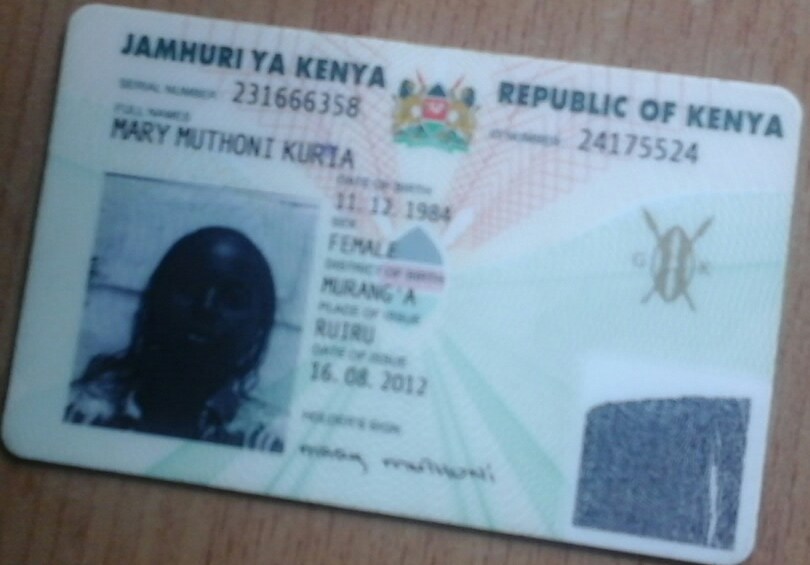 JAMHURI YA KENYA REPUBLIC OF KENYA
SERIAL NUMBER 231666358 ID NUMBER 241755524
FULL NAMES
MARY MUTHONI KURIA
DATE OF BIRTH
11.12.1984
SEX
FEMALE
DISTRICT OF BIRTH
MURANG'A
PLACE OF ISSUE
RUIRU
DATE OF ISSUE
16.08.2012
HOLDER'S SIGN.